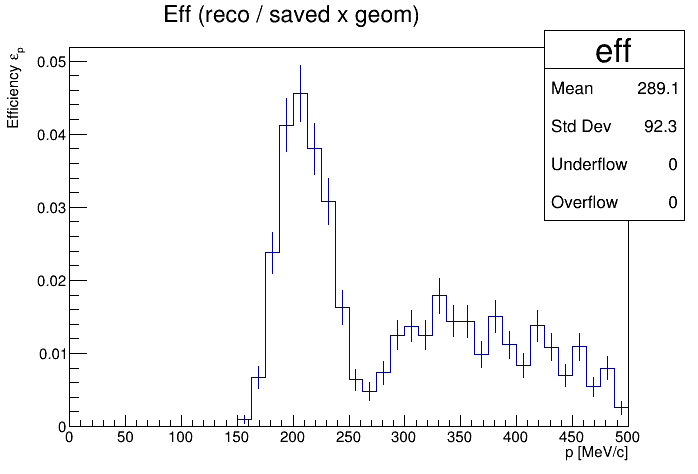 Eff (reco / saved x geom)
eff
Mean 289.1
Std Dev 92.3
Underflow 0
Overflow 0
Efficiency εp
0.05
0.04
0.03
0.02
0.01
0
0 50 100 150 200 250 300 350 400 450 500
p [MeV/c]